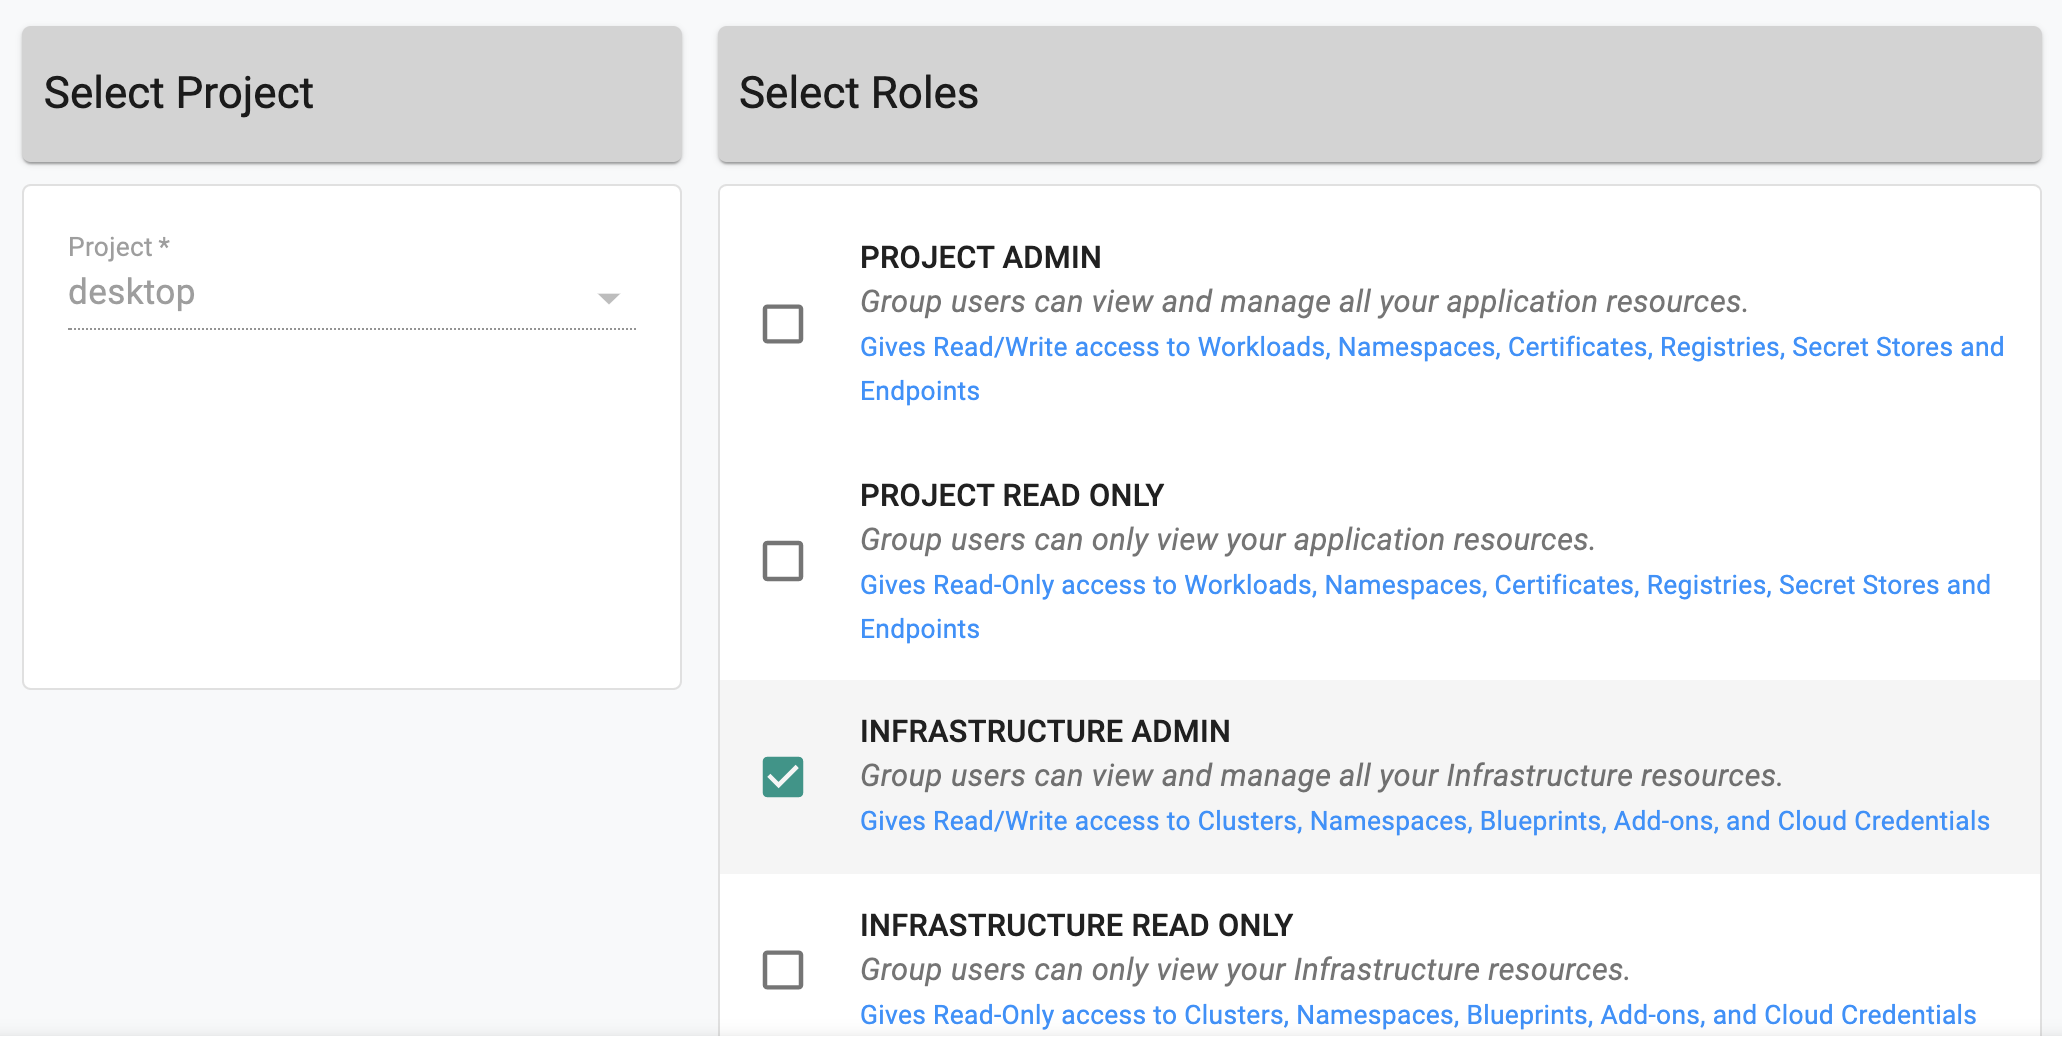 Select Project
Project *
desktop
Select Roles
PROJECT ADMIN
Group users can view and manage all your application resources.
Gives Read/Write access to Workloads, Namespaces, Certificates, Registries, Secret Stores and
Endpoints
PROJECT READ ONLY
Group users can only view your application resources.
Gives Read-Only access to Workloads, Namespaces, Certificates, Registries, Secret Stores and
Endpoints
INFRASTRUCTURE ADMIN
Group users can view and manage all your Infrastructure resources.
Gives Read/Write access to Clusters, Namespaces, Blueprints, Add-ons, and Cloud Credentials
INFRASTRUCTURE READ ONLY
Group users can only view your Infrastructure resources.
Gives Read-Only access to Clusters, Namespaces, Blueprints, Add-ons, and Cloud Credentials